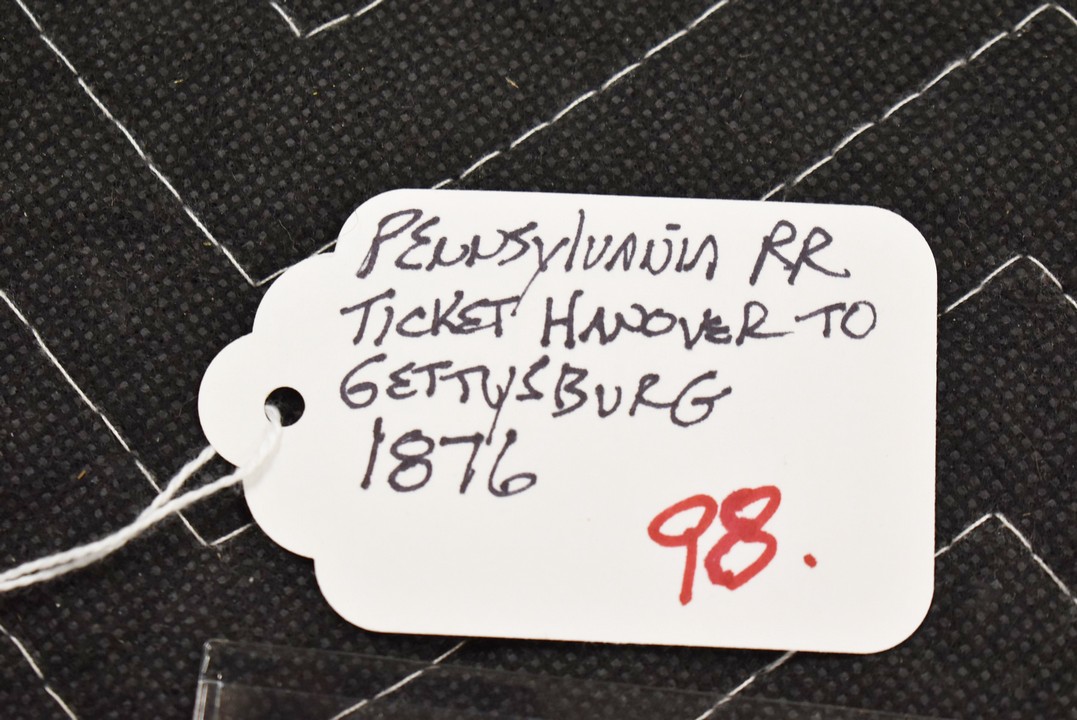 PENNSYlVANIA RR
TICKET HANOVER TO
GETTYSBURG
1876
98.